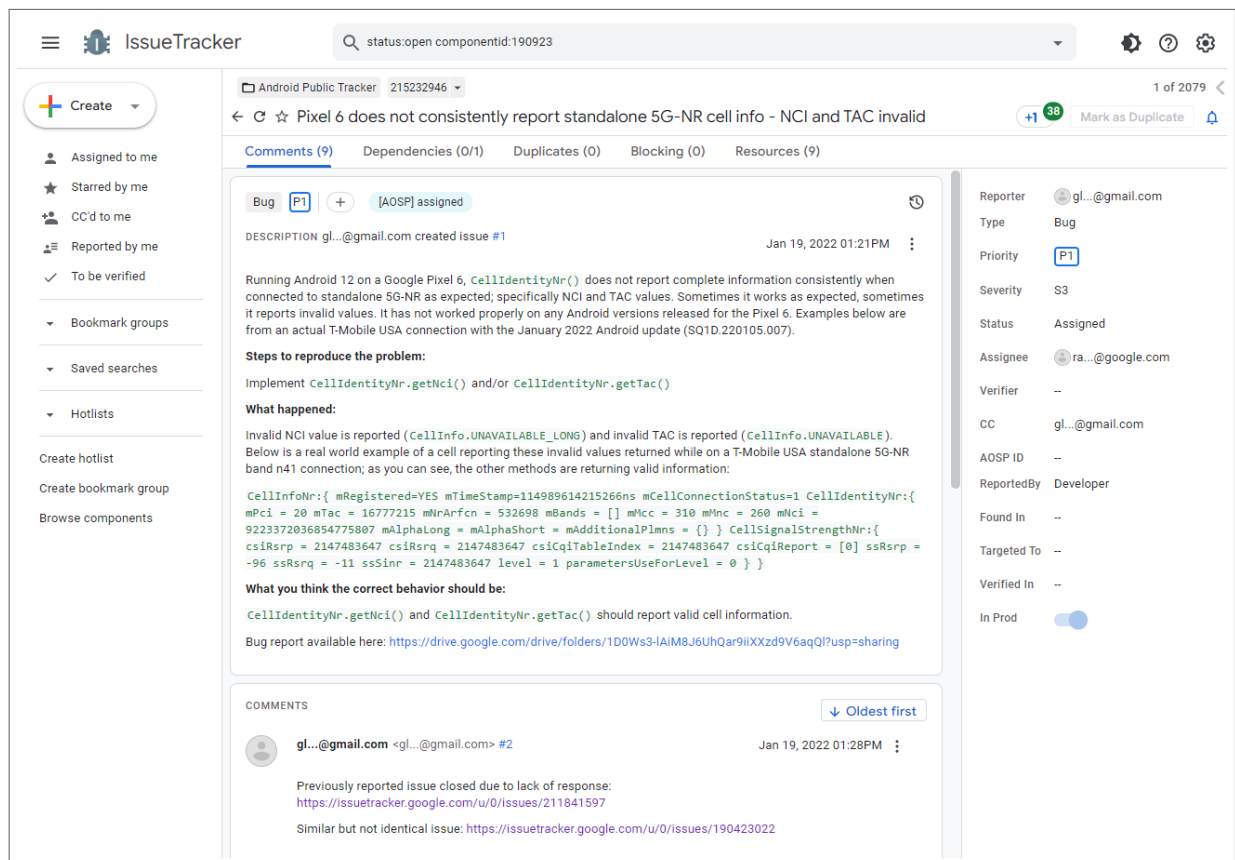 IssueTracker
status:open componentid:190923
Create
Assigned to me
Starred by me
CC'd to me
Reported by me
To be verified
Bookmark groups
Saved searches
Hotlists
Create hotlist
Create bookmark group
Browse components
Android Public Tracker 215232946
1 of 2079
Pixel 6 does not consistently report standalone 5G-NR cell info - NCI and TAC invalid
+1 38 Mark as Duplicate
Comments (9) Dependencies (0/1) Duplicates (0) Blocking (0) Resources (9)
Bug P1 + [AOSP] assigned
DESCRIPTION gl...@gmail.com created issue #1
Jan 19, 2022 01:21PM
Running Android 12 on a Google Pixel 6, CellIdentityNr() does not report complete information consistently when
connected to standalone 5G-NR as expected; specifically NCI and TAC values. Sometimes it works as expected, sometimes
it reports invalid values. It has not worked properly on any Android versions released for the Pixel 6. Examples below are
from an actual T-Mobile USA connection with the January 2022 Android update (SQ1D.220105.007).
Steps to reproduce the problem:
Implement CellIdentityNr.getNci() and/or CellIdentityNr.getTac()
What happened:
Invalid NCI value is reported (CellInfo.UNAVAILABLE_LONG) and invalid TAC is reported (CellInfo.UNAVAILABLE).
Below is a real world example of a cell reporting these invalid values returned while on a T-Mobile USA standalone 5G-NR
band n41 connection; as you can see, the other methods are returning valid information:
CellInfoNr:{ mRegistered=YES mTimeStamp=114989614215266ns mCellConnectionStatus=1 CellIdentityNr:{
mPci = 20 mTac = 16777215 mNrArfcn = 532698 mBands = [] mMcc = 310 mMnc = 260 mNci =
9223372036854775807 mAlphaLong = mAlphaShort = mAdditionalPlmns = {} } CellSignalStrengthNr:{
csiRsrp = 2147483647 csiRsrq = 2147483647 csiCqiTableIndex = 2147483647 csiCqiReport = [0] ssRsrp =
-96 ssRsrq = -11 ssSinr = 2147483647 level = 1 parametersUseForLevel = 0 } }
What you think the correct behavior should be:
CellIdentityNr.getNci() and CellIdentityNr.getTac() should report valid cell information.
Bug report available here: https://drive.google.com/drive/folders/1D0Ws3-lAiM8J6UhQar9iiXXzd9V6aqQl?usp=sharing
COMMENTS
Oldest first
gl...@gmail.com <gl...@gmail.com> #2
Jan 19, 2022 01:28PM
Previously reported issue closed due to lack of response:
https://issuetracker.google.com/u/0/issues/211841597
Similar but not identical issue: https://issuetracker.google.com/u/0/issues/190423022
Reporter gl...@gmail.com
Type Bug
Priority P1
Severity S3
Status Assigned
Assignee ra...@google.com
Verifier --
CC gl...@gmail.com
AOSP ID --
ReportedBy Developer
Found In --
Targeted To --
Verified In --
In Prod